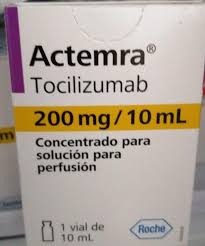 Actemra®
Tocilizumab
200 mg/10 mL
Concentrado para
solución para
perfusión
1 vial de
10 mL
Roche